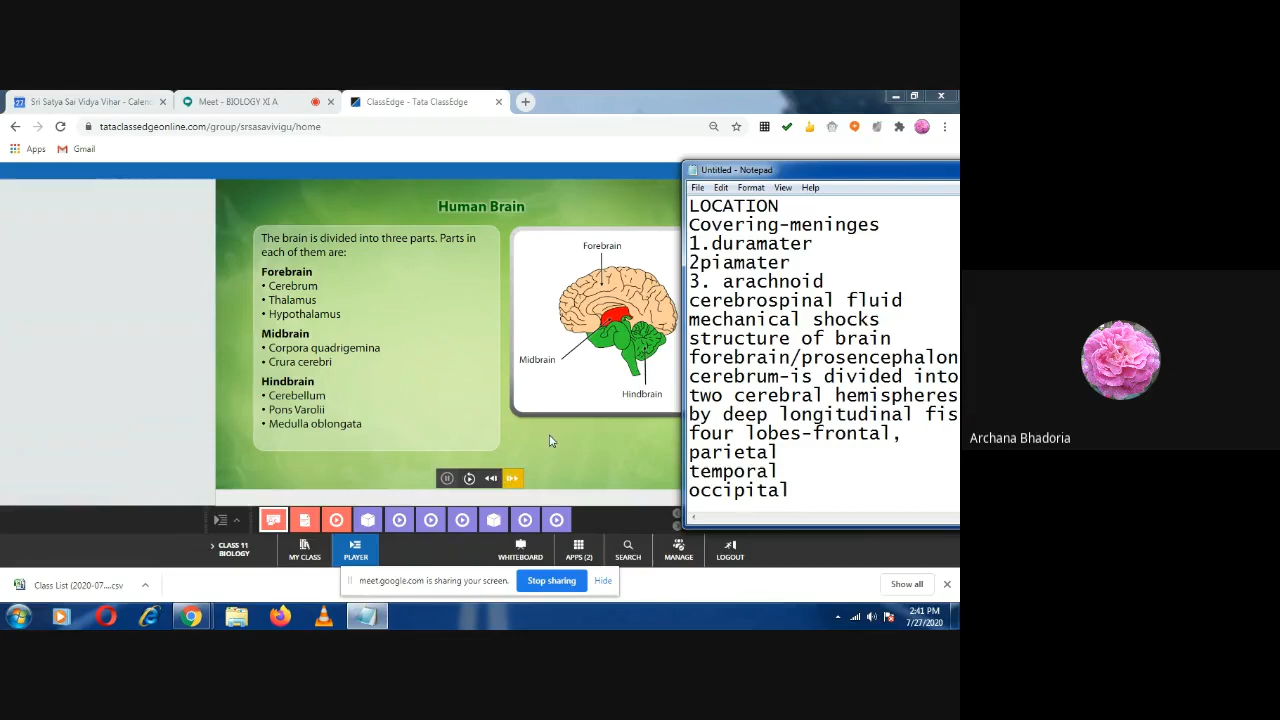 Sri Satya Sai Vidya Vihar - Calen
Meet - BIOLOGY XI A
ClassEdge - Tata ClassEdge
tataclassedgeonline.com/group/srsasavivigu/home
Apps
Gmail
Human Brain
The brain is divided into three parts. Parts in
each of them are:
Forebrain
• Cerebrum
• Thalamus
• Hypothalamus
Midbrain
• Corpora quadrigemina
• Crura cerebri
Hindbrain
• Cerebellum
• Pons Varolii
• Medulla oblongata
Forebrain
Midbrain
Hindbrain
Untitled - Notepad
File Edit Format View Help
LOCATION
Covering-meninges
1.duramater
2piamater
3. arachnoid
cerebrospinal fluid
mechanical shocks
structure of brain
forebrain/prosencephalon
cerebrum-is divided into
two cerebral hemispheres
by deep longitudinal fis
four lobes-frontal,
parietal
temporal
occipital
Archana Bhadoria
CLASS 11
BIOLOGY
MY CLASS
PLAYER
WHITEBOARD
APPS (2)
SEARCH
MANAGE
LOGOUT
meet.google.com is sharing your screen.
Stop sharing
Hide
Class List (2020-07....csv
Show all
2:41 PM
7/27/2020